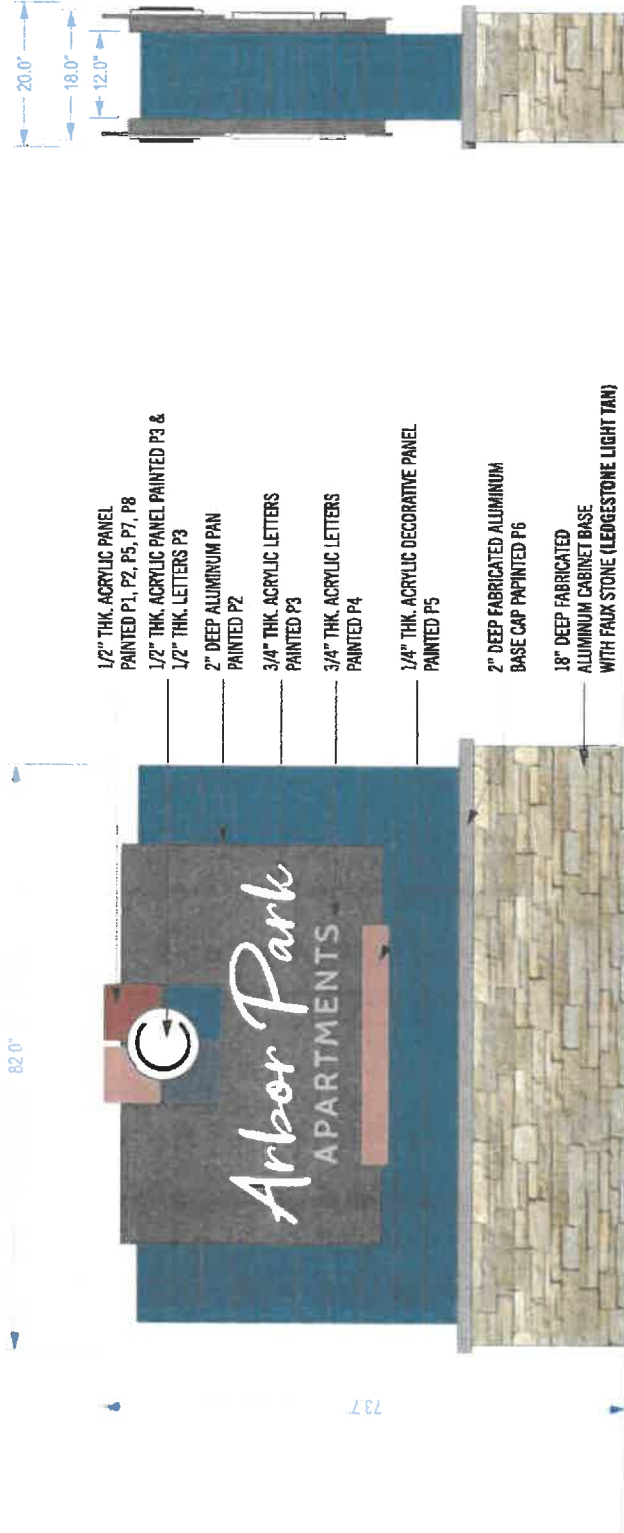 82.0"
73.7"
Arbor Park
APARTMENTS
1/2" THK. ACRYLIC PANEL
PAINTED P1, P2, P5, P7, P8
1/2" THK. ACRYLIC PANEL PAINTED P3 &
1/2" THK. LETTERS P3
2" DEEP ALUMINUM PAN
PAINTED P2
3/4" THK. ACRYLIC LETTERS
PAINTED P3
3/4" THK. ACRYLIC LETTERS
PAINTED P4
1/4" THK. ACRYLIC DECORATIVE PANEL
PAINTED P5
2" DEEP FABRICATED ALUMINUM
BASE CAP PAPINTED P6
18" DEEP FABRICATED
ALUMINUM CABINET BASE
WITH FAUX STONE (LEDGESTONE LIGHT TAN)
20.0"
18.0"
12.0"